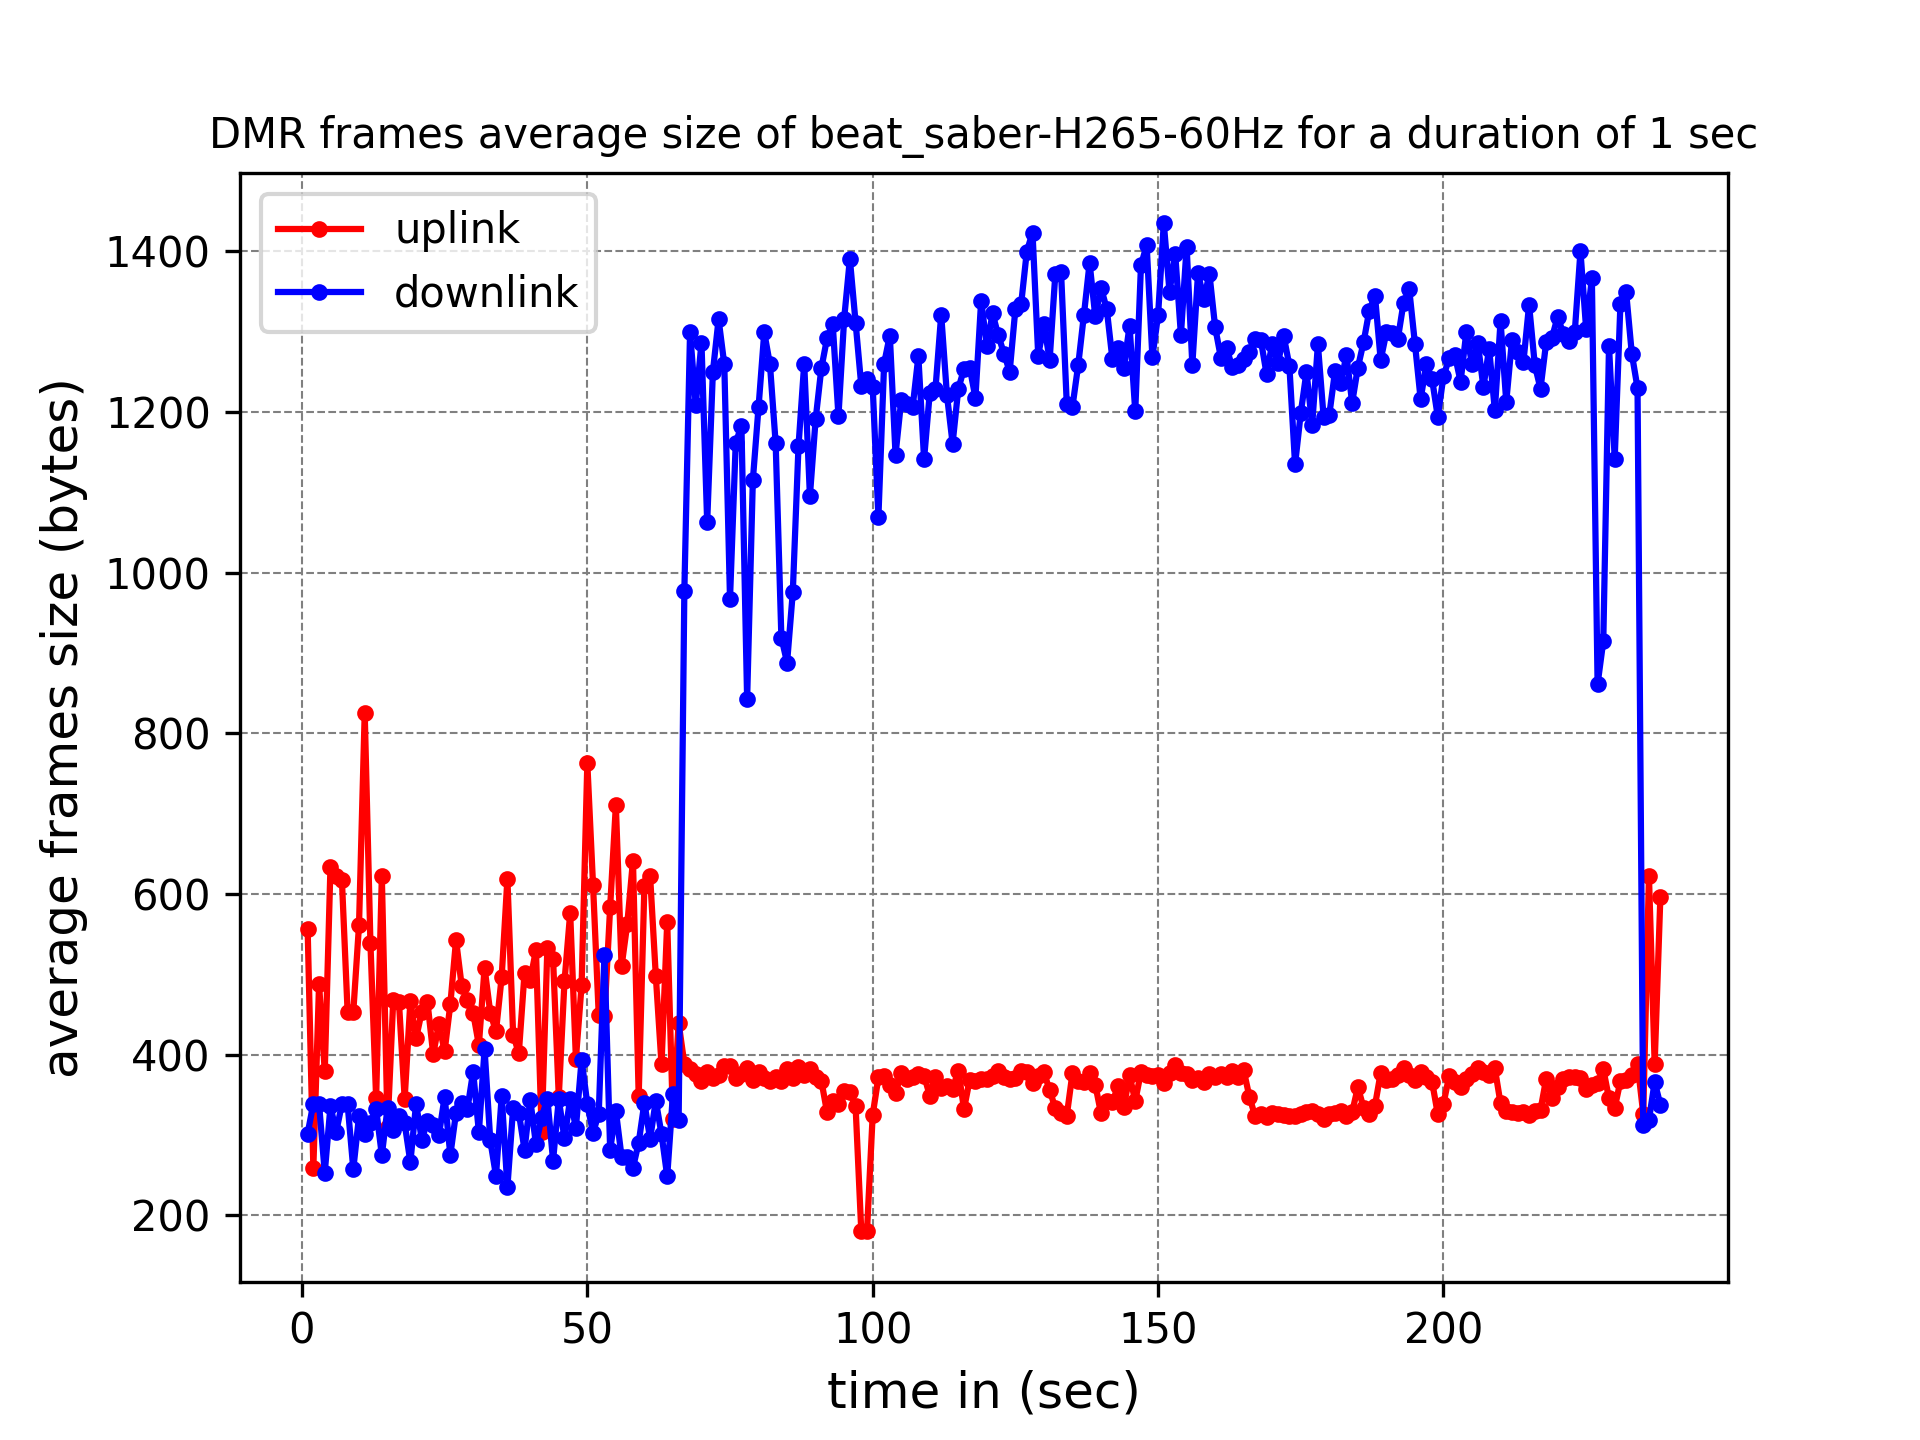 DMR frames average size of beat_saber-H265-60Hz for a duration of 1 sec
uplink
downlink
average frames size (bytes)
1400
1200
1000
800
600
400
200
0 50 100 150 200
time in (sec)